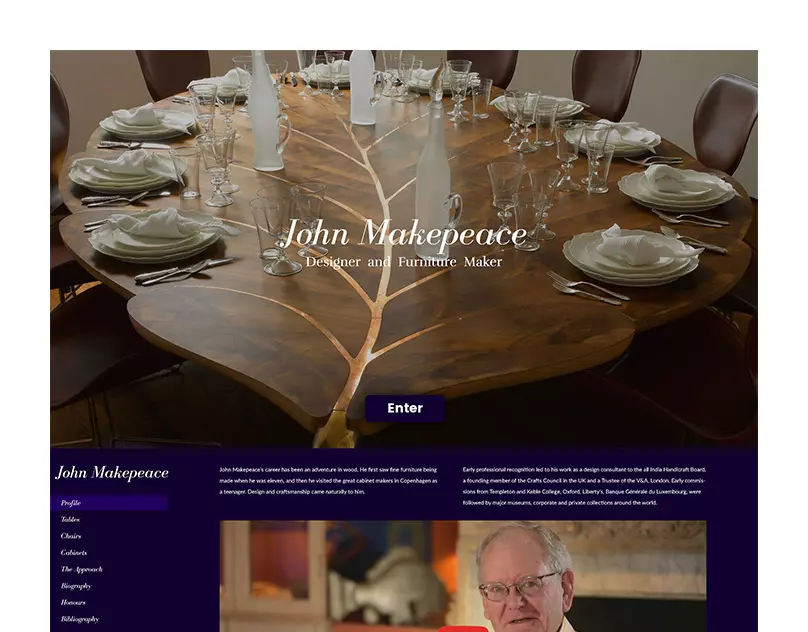 John Makepeace
Designer and Furniture Maker
Enter
John Makepeace
Profile
Tables
Chairs
Cabinets
The Approach
Biography
Honours
Bibliography
John Makepeace's career has been an adventure in wood. He first saw fine furniture being
made when he was eleven, and then he visited the great cabinet makers in Copenhagen as
a teenager. Design and craftsmanship came naturally to him.
Early professional recognition led to his work as a design consultant to the all India Handicraft Board,
a founding member of the Crafts Council in the UK and a Trustee of the V&A, London. Early commis-
sions from Templeton and Keble College, Oxford, Liberty's, Banque Générale du Luxembourg, were
followed by major museums, corporate and private collections around the world.